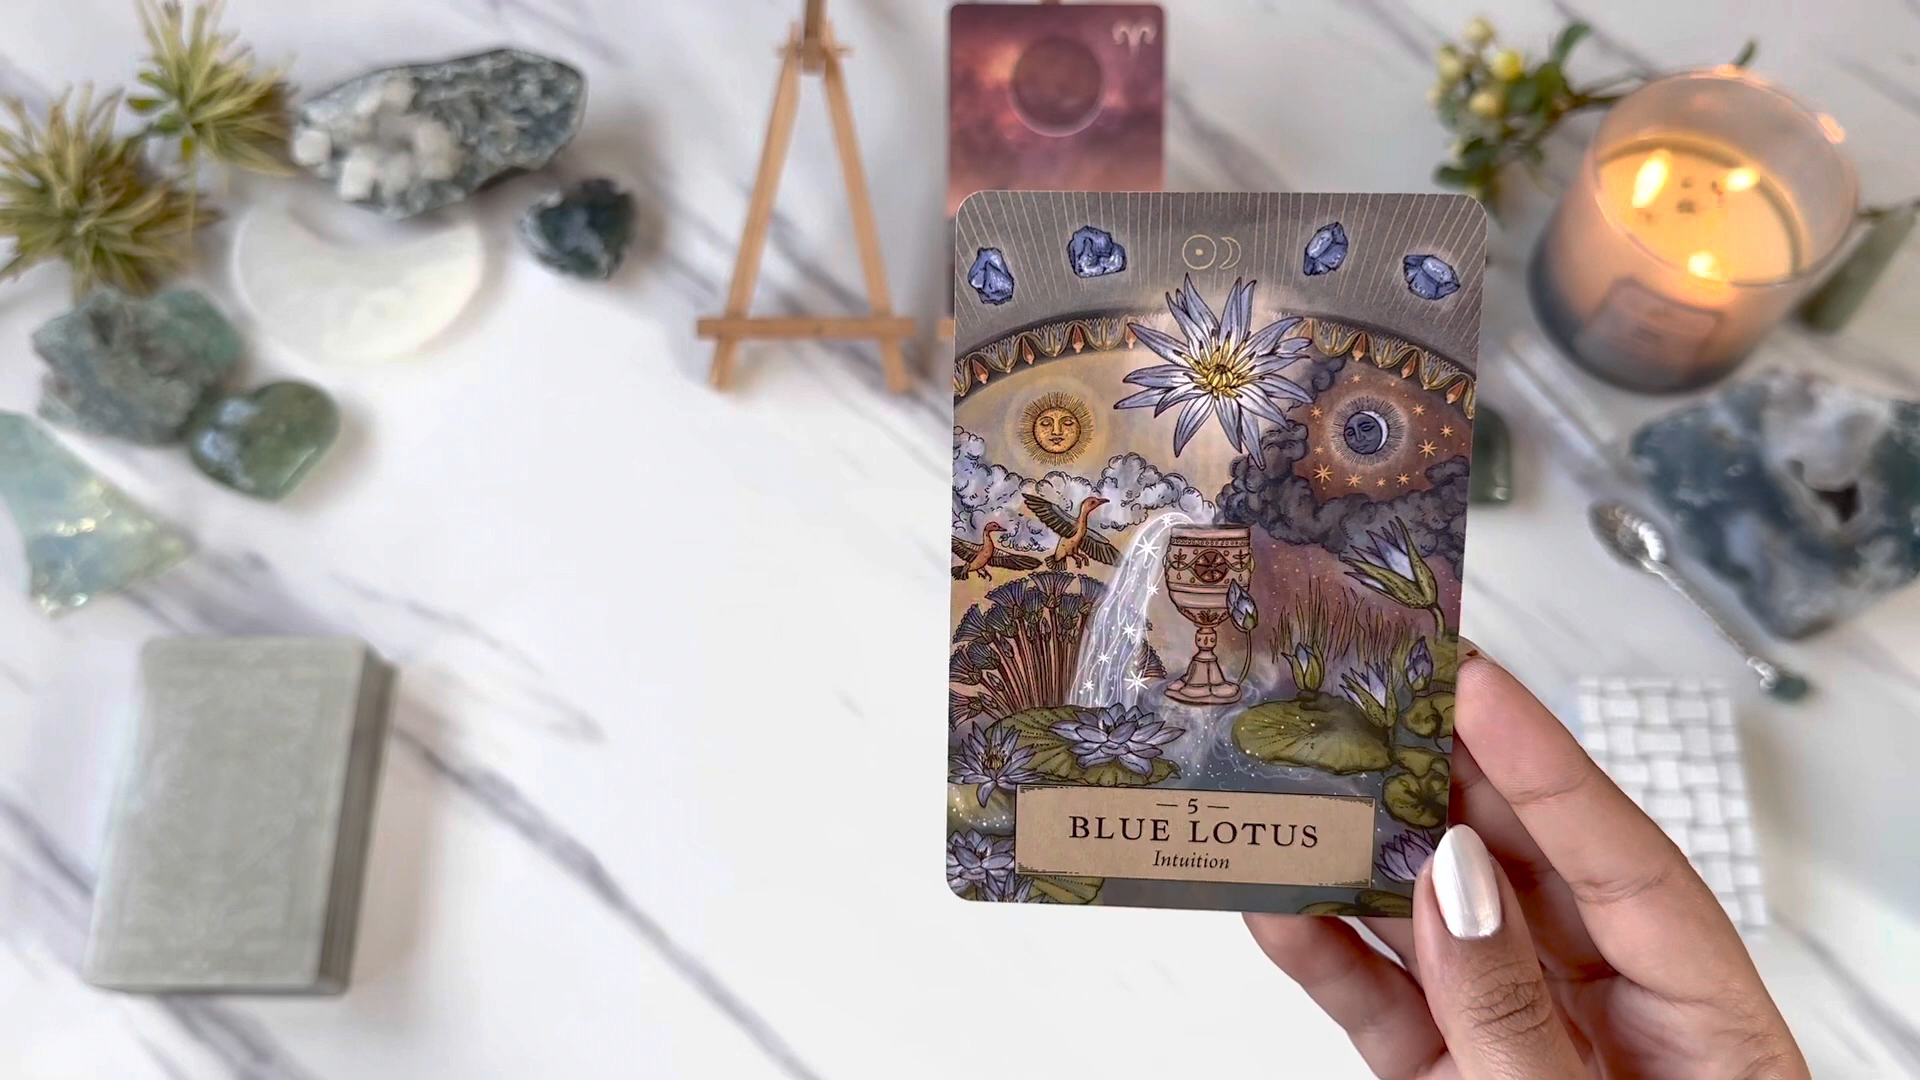 — 5 —
BLUE LOTUS
Intuition